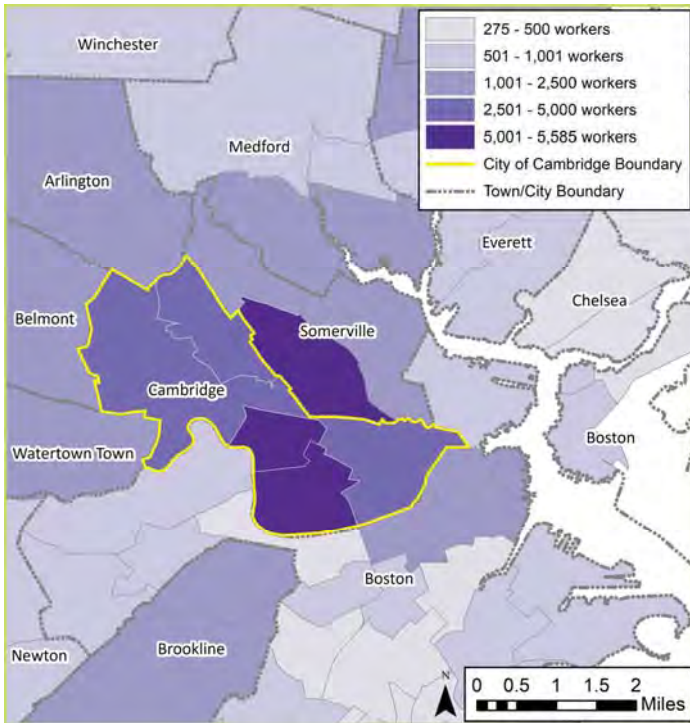 275 - 500 workers
501 - 1,001 workers
1,001 - 2,500 workers
2,501 - 5,000 workers
5,001 - 5,585 workers
City of Cambridge Boundary
Town/City Boundary
Winchester
Medford
Arlington
Everett
Chelsea
Belmont
Somerville
Cambridge
Watertown Town
Boston
Boston
Brookline
Newton
N
0 0.5 1 1.5 2
Miles